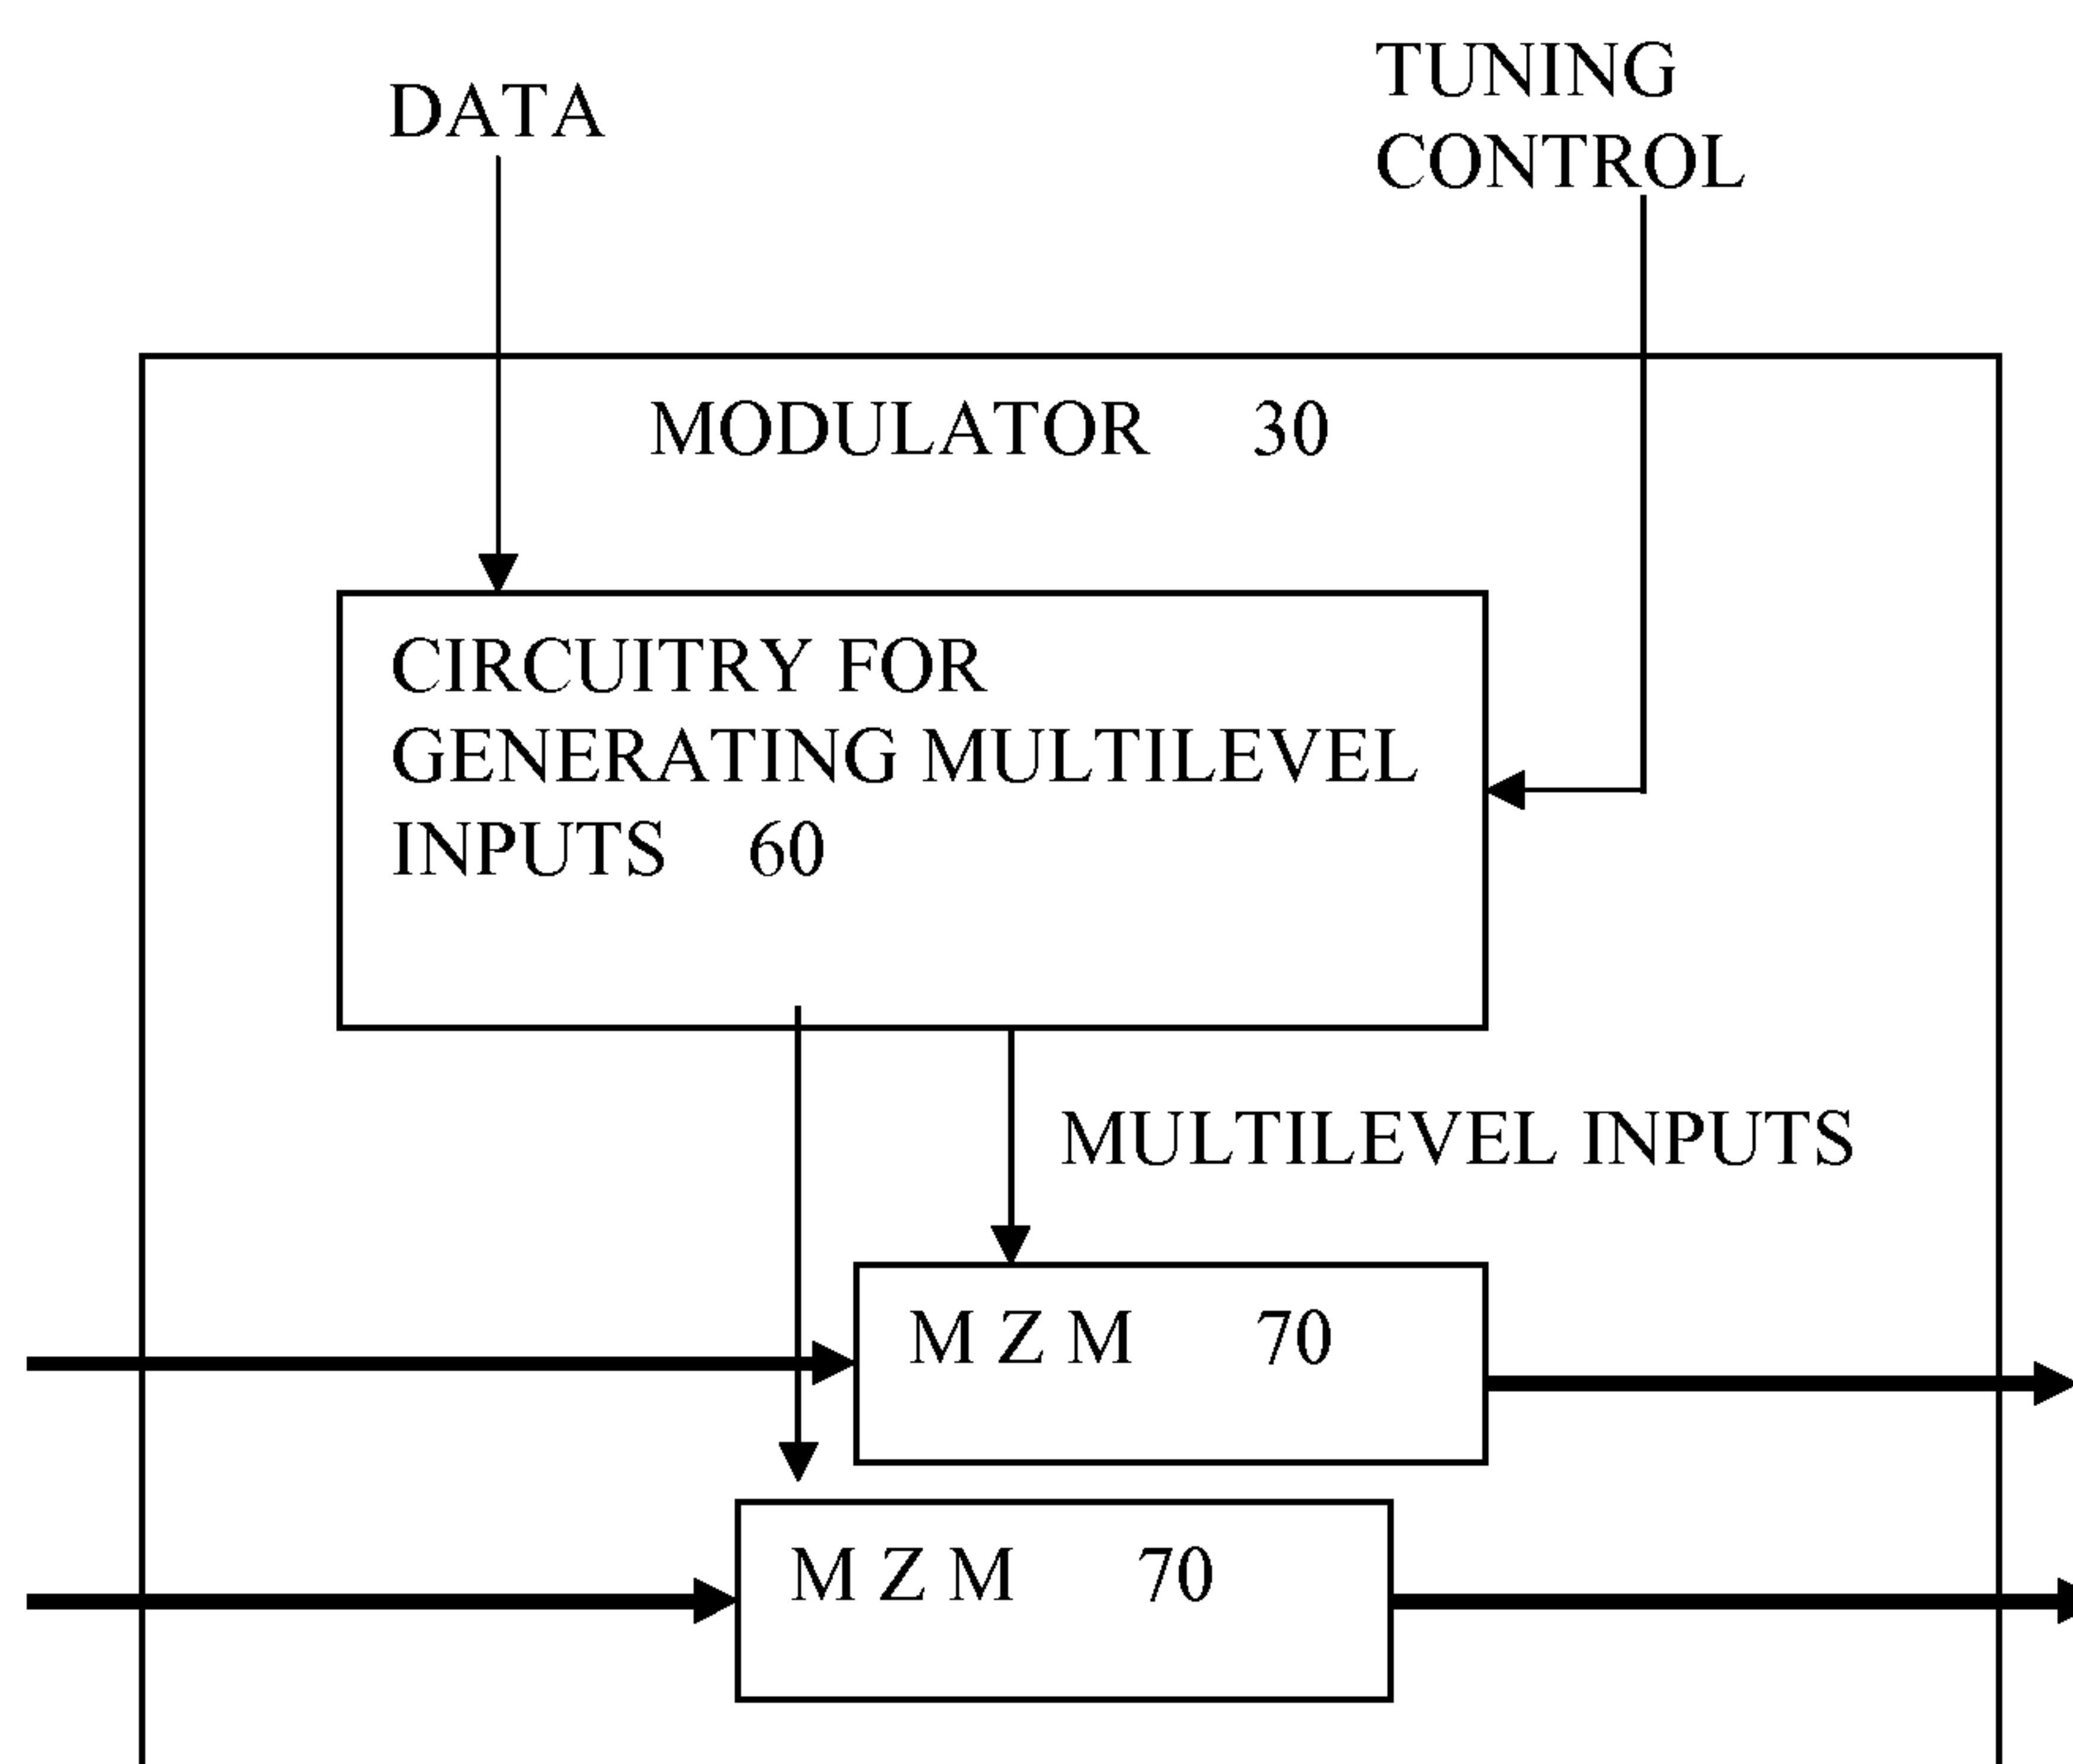 DATA
TUNING
CONTROL
MODULATOR 30
CIRCUITRY FOR
GENERATING MULTILEVEL
INPUTS 60
MULTILEVEL INPUTS
M Z M 70
M Z M 70